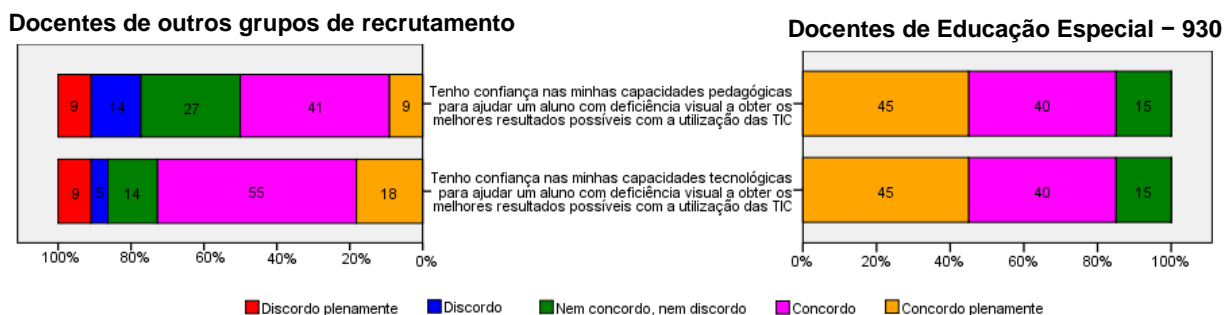 Docentes de outros grupos de recrutamento
Docentes de Educação Especial − 930
9 14 27 41 9
Tenho confiança nas minhas capacidades pedagógicas
para ajudar um aluno com deficiência visual a obter os
melhores resultados possíveis com a utilização das TIC
45 40 15
9 5 14 55 18
Tenho confiança nas minhas capacidades tecnológicas
para ajudar um aluno com deficiência visual a obter os
melhores resultados possíveis com a utilização das TIC
45 40 15
100% 80% 60% 40% 20% 0%
0% 20% 40% 60% 80% 100%
Discordo plenamente Discordo Nem concordo, nem discordo Concordo Concordo plenamente